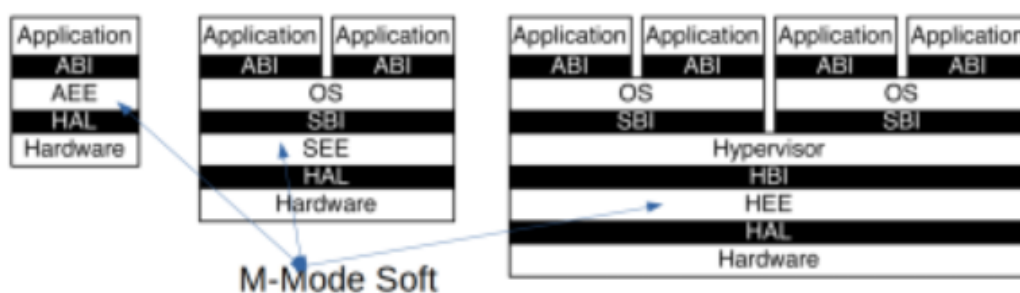 Application
ABI
AEE
HAL
Hardware
Application Application
ABI ABI
OS
SBI
SEE
HAL
Hardware
Application Application Application Application
ABI ABI ABI ABI
OS OS
SBI SBI
Hypervisor
HBI
HEE
HAL
Hardware
M-Mode Soft